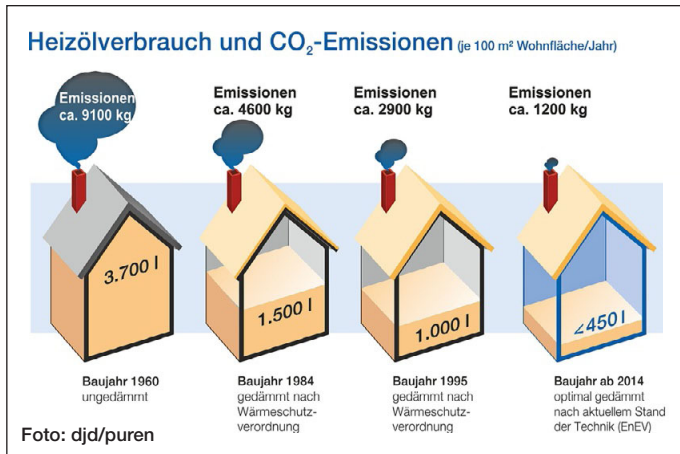 Heizölverbrauch und CO₂-Emissionen (je 100 m² Wohnfläche/Jahr)
Emissionen
ca. 9100 kg
Emissionen
ca. 4600 kg
Emissionen
ca. 2900 kg
Emissionen
ca. 1200 kg
3.700 l
1.500 l
1.000 l
<450 l
Baujahr 1960
ungedämmt
Baujahr 1984
gedämmt nach
Wärmeschutz-
verordnung
Baujahr 1995
gedämmt nach
Wärmeschutz-
verordnung
Baujahr ab 2014
optimal gedämmt
nach aktuellem Stand
der Technik (EnEV)
Foto: djd/puren